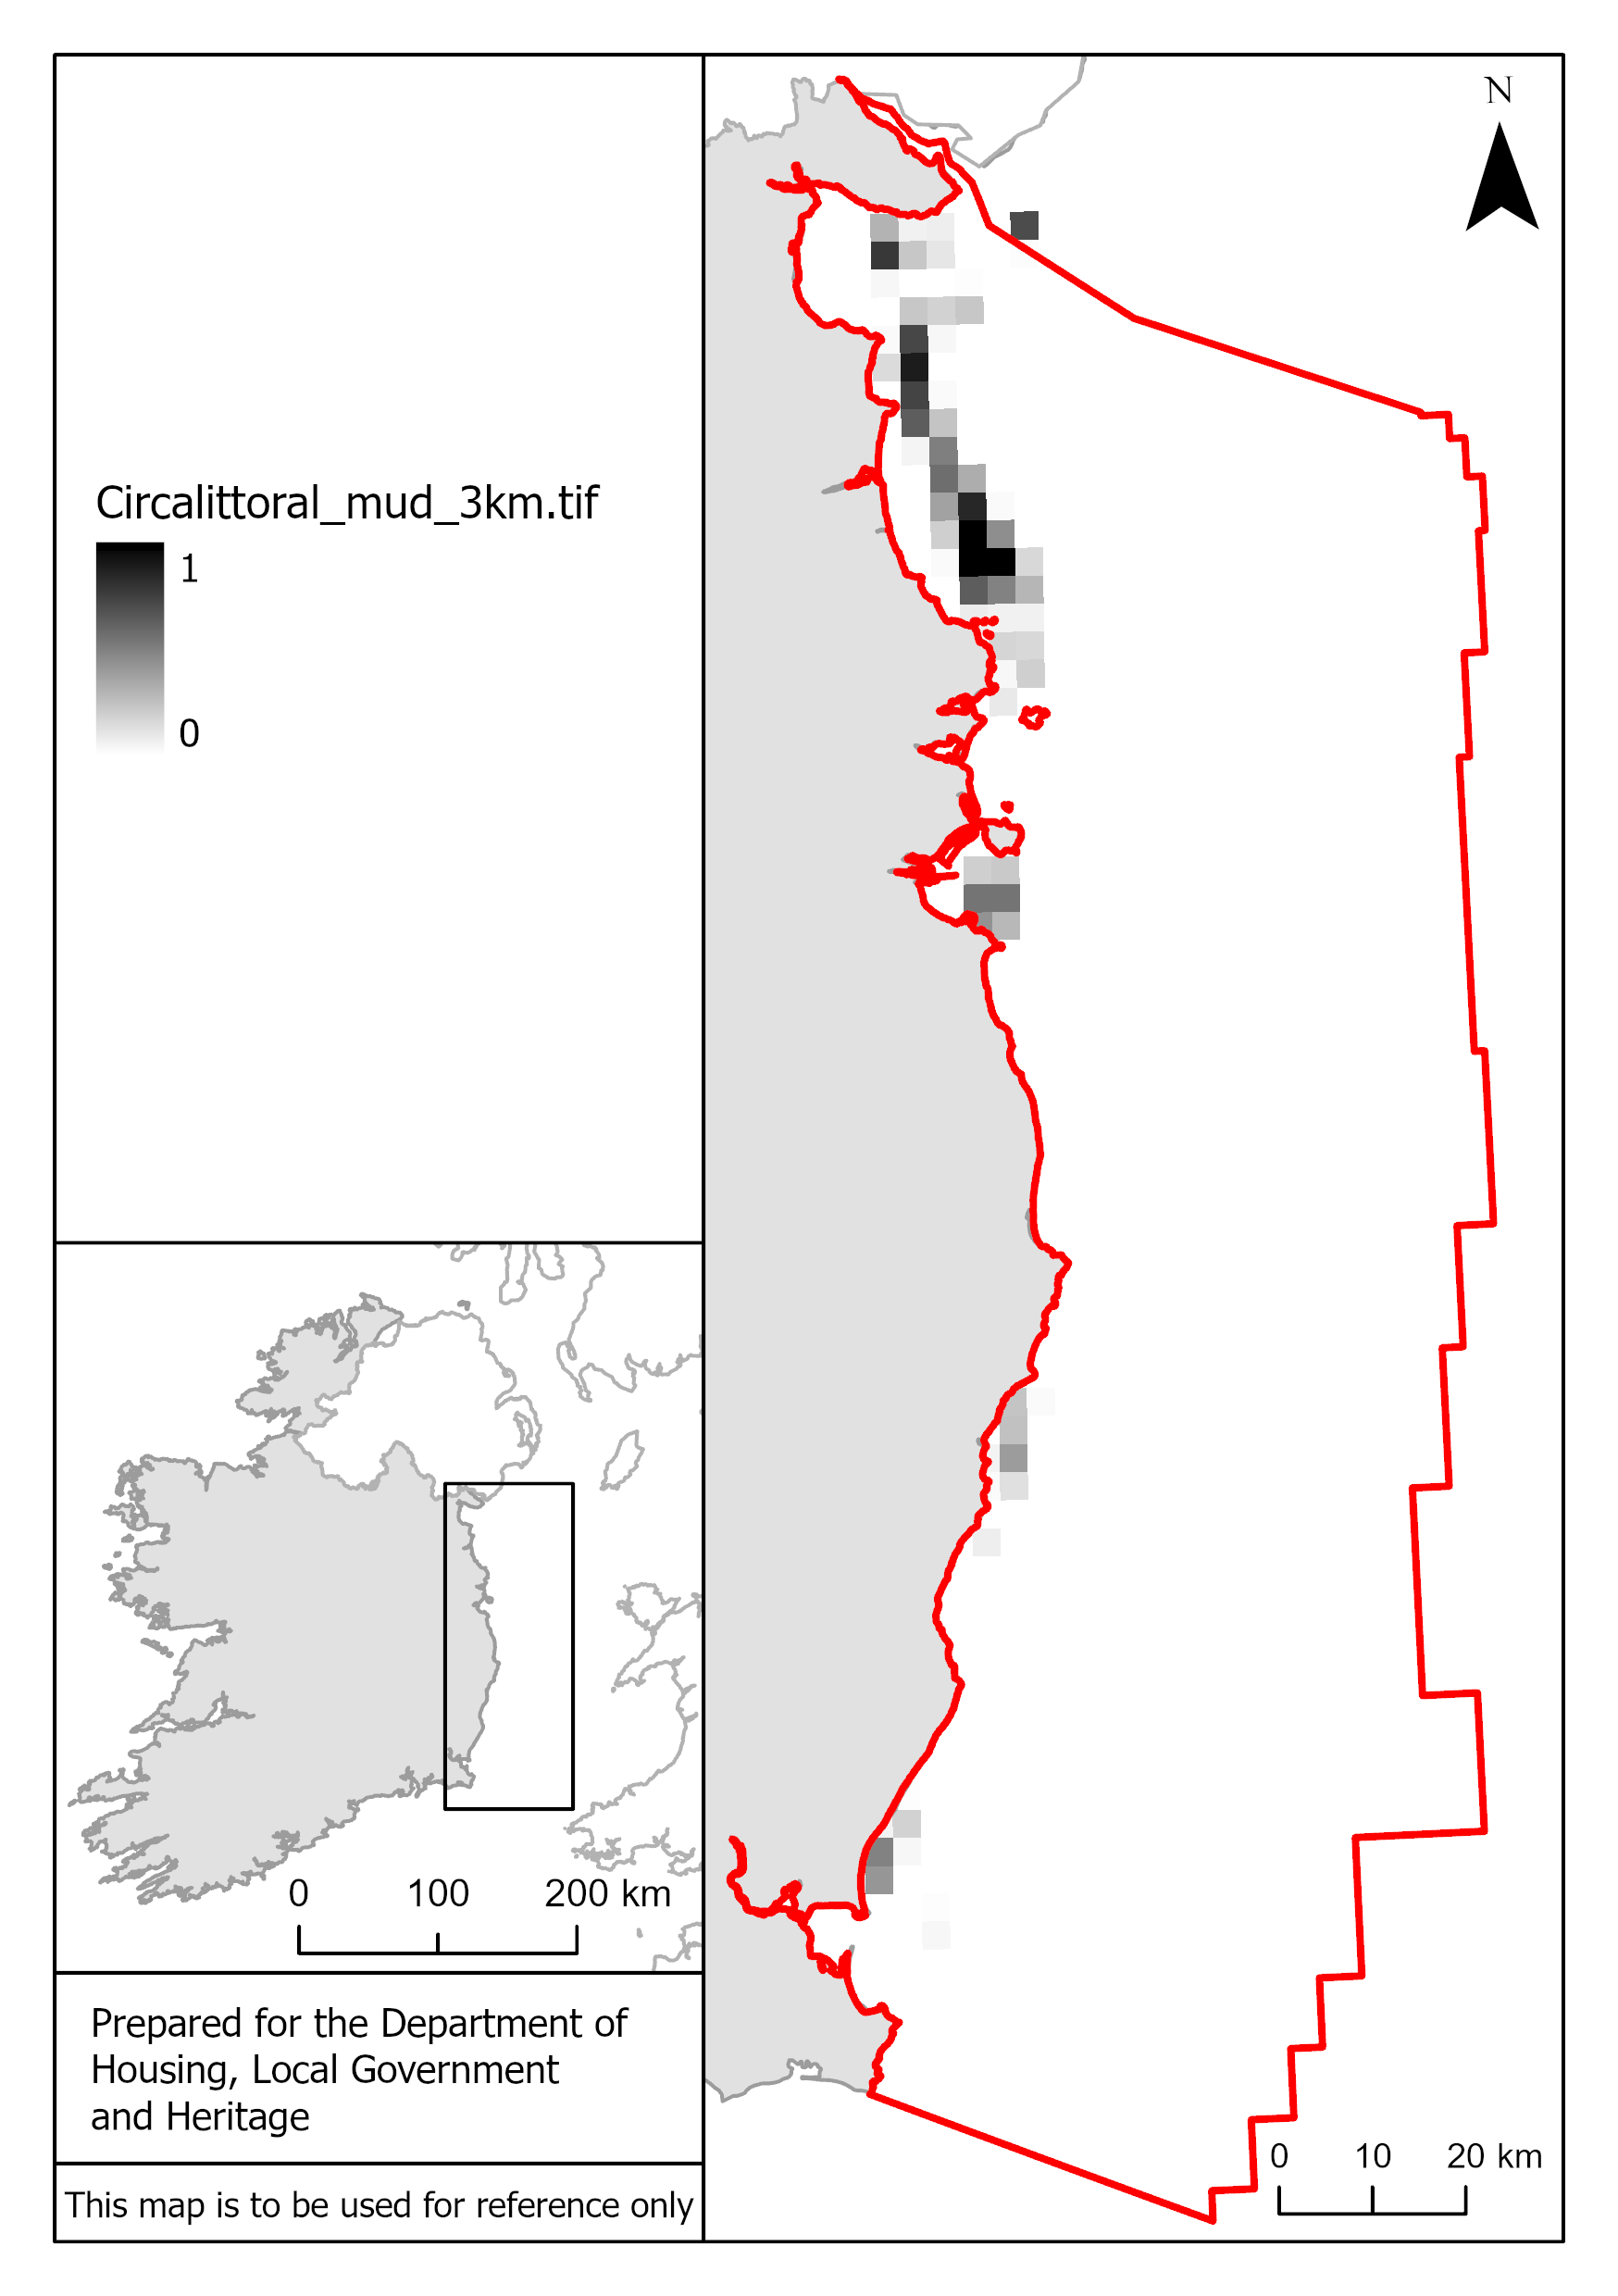 N
Circalittoral_mud_3km.tif
1
0
0 100 200 km
Prepared for the Department of
Housing, Local Government
and Heritage
This map is to be used for reference only
0 10 20 km